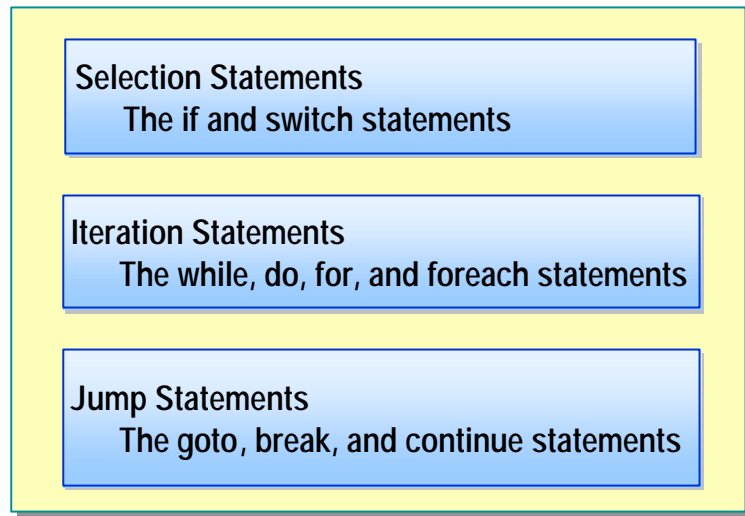 Selection Statements
The if and switch statements
Iteration Statements
The while, do, for, and foreach statements
Jump Statements
The goto, break, and continue statements